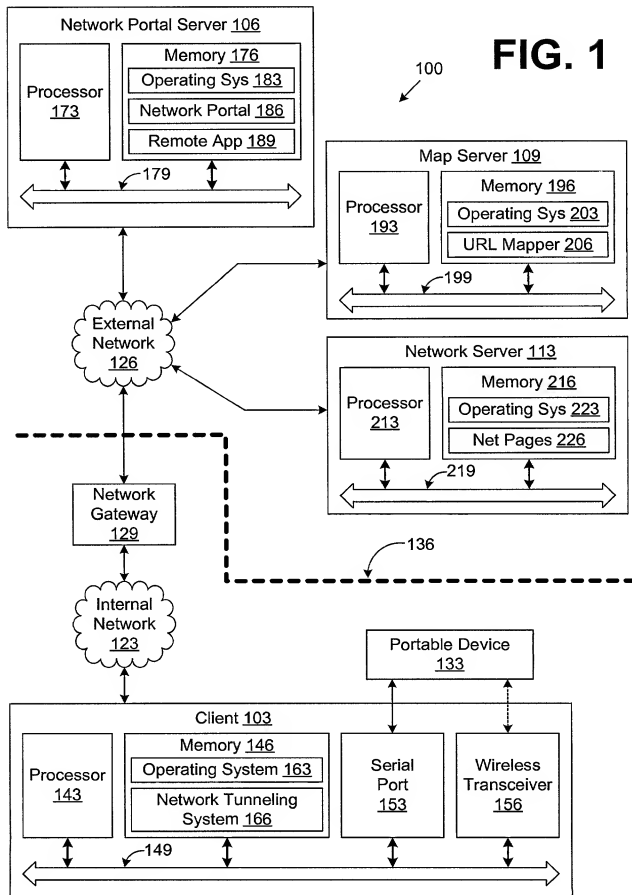 FIG. 1
100
Network Portal Server 106
Processor
173
Memory 176
Operating Sys 183
Network Portal 186
Remote App 189
179
Map Server 109
Processor
193
Memory 196
Operating Sys 203
URL Mapper 206
199
External
Network
126
Network Server 113
Processor
213
Memory 216
Operating Sys 223
Net Pages 226
219
Network
Gateway
129
136
Internal
Network
123
Portable Device
133
Client 103
Processor
143
Memory 146
Operating System 163
Network Tunneling
System 166
Serial
Port
153
Wireless
Transceiver
156
149